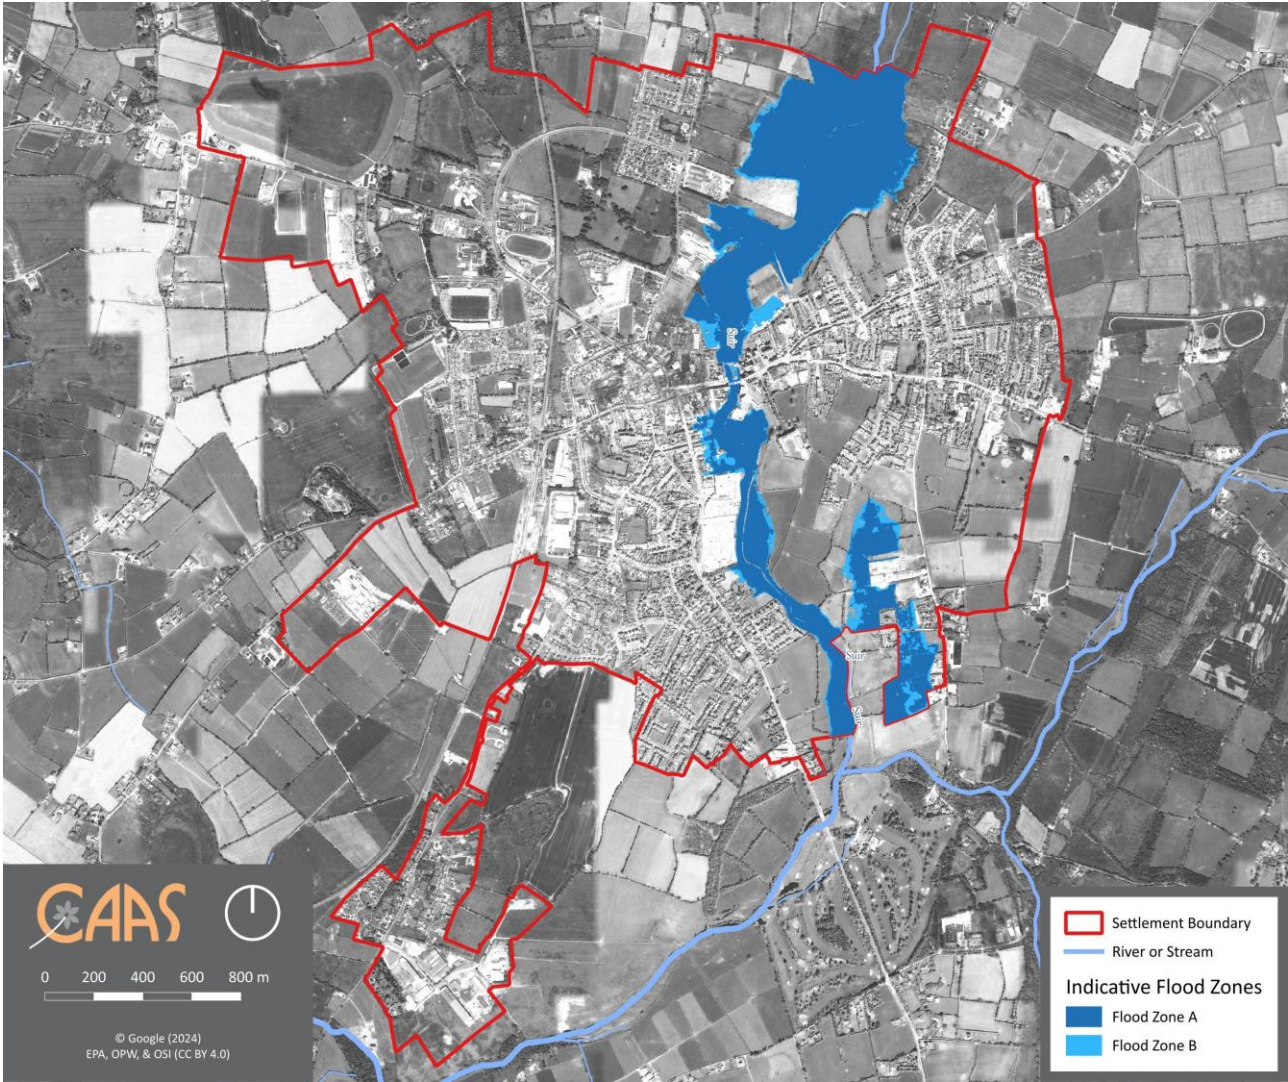 Suir
Suir
Suir
CAAS
0 200 400 600 800 m
© Google (2024)
EPA, OPW, & OSI (CC BY 4.0)
Settlement Boundary
River or Stream
Indicative Flood Zones
Flood Zone A
Flood Zone B